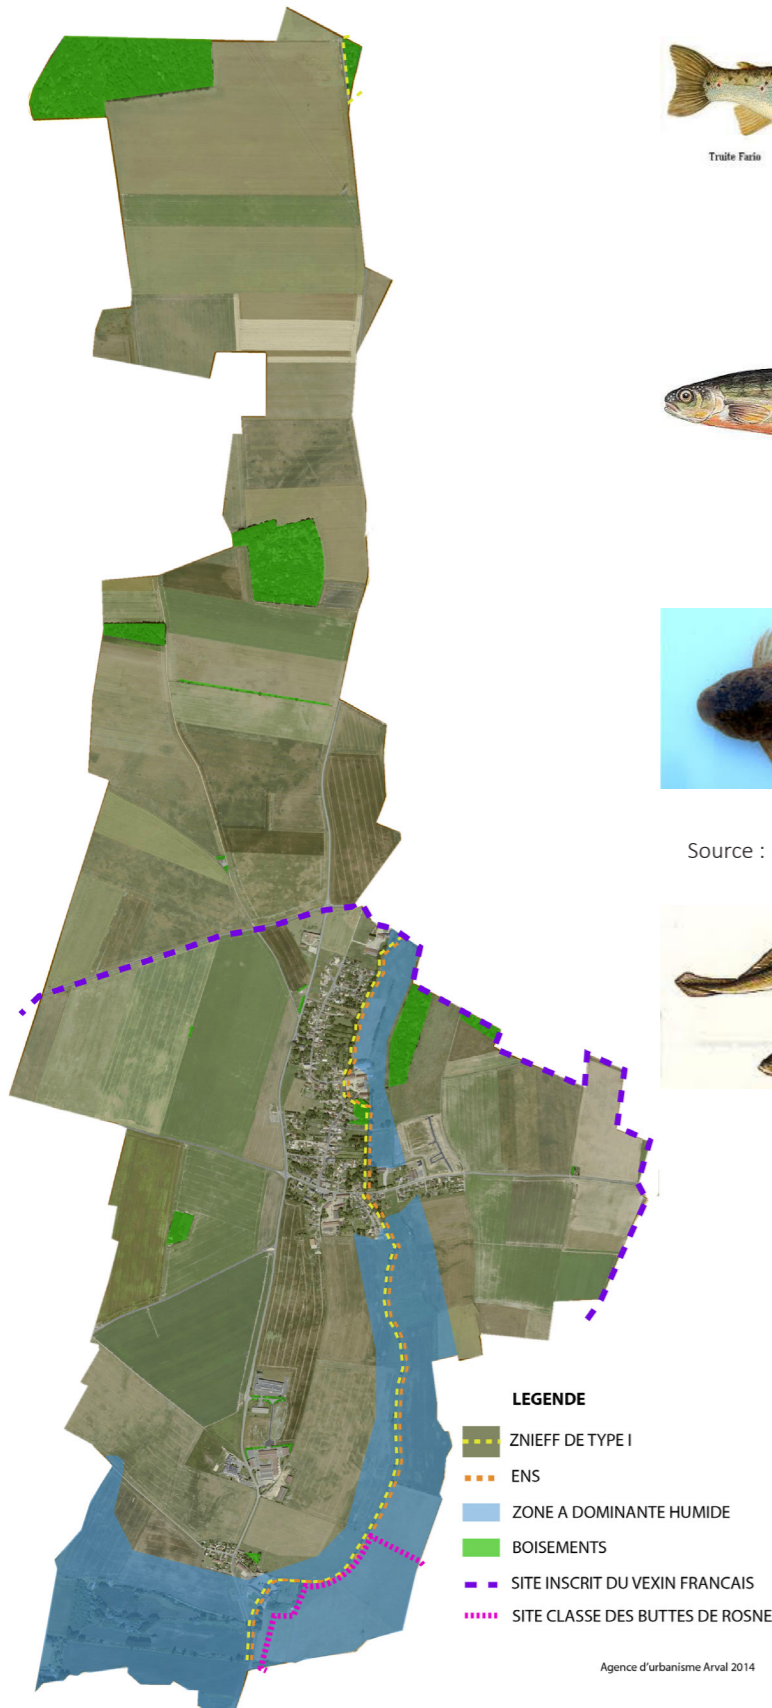 Truite Fario
Source :
LEGENDE
ZNIEFF DE TYPE I
ENS
ZONE A DOMINANTE HUMIDE
BOISEMENTS
SITE INSCRIT DU VEXIN FRANCAIS
SITE CLASSE DES BUTTES DE ROSNE
Agence d'urbanisme Arval 2014